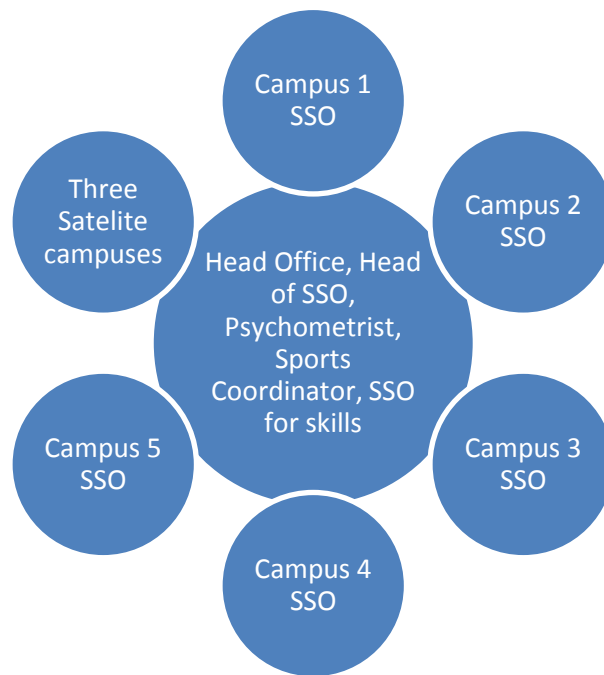 Campus 1
SSO
Campus 2
SSO
Three
Satelite
campuses
Head Office, Head
of SSO,
Psychometrist,
Sports
Coordinator, SSO
for skills
Campus 3
SSO
Campus 5
SSO
Campus 4
SSO